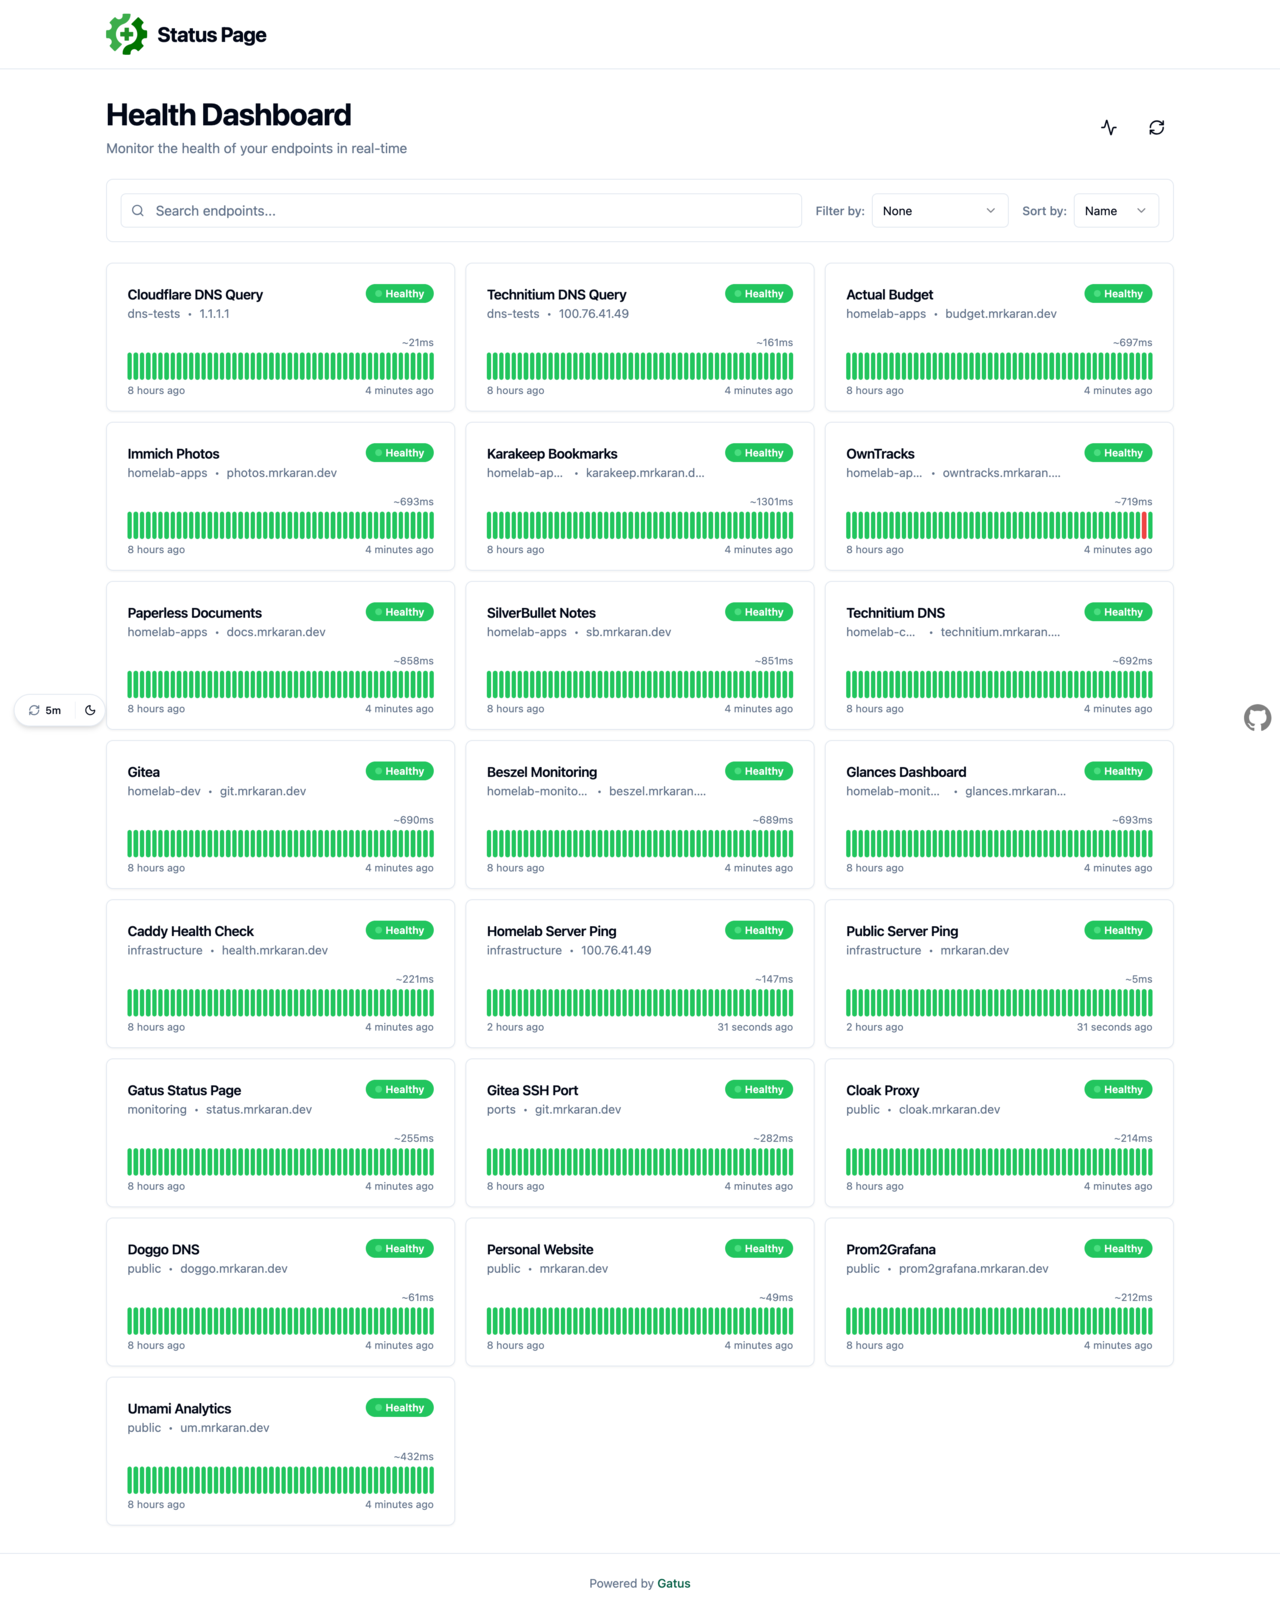 Status Page
Health Dashboard
Monitor the health of your endpoints in real-time
Search endpoints...
Filter by:
None
Sort by:
Name
Cloudflare DNS Query
Healthy
dns-tests • 1.1.1.1
~21ms
8 hours ago
4 minutes ago
Technitium DNS Query
Healthy
dns-tests • 100.76.41.49
~161ms
8 hours ago
4 minutes ago
Actual Budget
Healthy
homelab-apps • budget.mrkaran.dev
~697ms
8 hours ago
4 minutes ago
Immich Photos
Healthy
homelab-apps • photos.mrkaran.dev
~693ms
8 hours ago
4 minutes ago
Karakeep Bookmarks
Healthy
homelab-ap... • karakeep.mrkaran.d...
~1301ms
8 hours ago
4 minutes ago
OwnTracks
Healthy
homelab-ap... • owntracks.mrkaran....
~719ms
8 hours ago
4 minutes ago
Paperless Documents
Healthy
homelab-apps • docs.mrkaran.dev
~858ms
8 hours ago
4 minutes ago
SilverBullet Notes
Healthy
homelab-apps • sb.mrkaran.dev
~851ms
8 hours ago
4 minutes ago
Technitium DNS
Healthy
homelab-c... • technitium.mrkaran....
~692ms
8 hours ago
4 minutes ago
5m
Gitea
Healthy
homelab-dev • git.mrkaran.dev
~690ms
8 hours ago
4 minutes ago
Beszel Monitoring
Healthy
homelab-monito... • beszel.mrkaran....
~689ms
8 hours ago
4 minutes ago
Glances Dashboard
Healthy
homelab-monit... • glances.mrkaran...
~693ms
8 hours ago
4 minutes ago
Caddy Health Check
Healthy
infrastructure • health.mrkaran.dev
~221ms
8 hours ago
4 minutes ago
Homelab Server Ping
Healthy
infrastructure • 100.76.41.49
~147ms
2 hours ago
31 seconds ago
Public Server Ping
Healthy
infrastructure • mrkaran.dev
~5ms
2 hours ago
31 seconds ago
Gatus Status Page
Healthy
monitoring • status.mrkaran.dev
~255ms
8 hours ago
4 minutes ago
Gitea SSH Port
Healthy
ports • git.mrkaran.dev
~282ms
8 hours ago
4 minutes ago
Cloak Proxy
Healthy
public • cloak.mrkaran.dev
~214ms
8 hours ago
4 minutes ago
Doggo DNS
Healthy
public • doggo.mrkaran.dev
~61ms
8 hours ago
4 minutes ago
Personal Website
Healthy
public • mrkaran.dev
~49ms
8 hours ago
4 minutes ago
Prom2Grafana
Healthy
public • prom2grafana.mrkaran.dev
~212ms
8 hours ago
4 minutes ago
Umami Analytics
Healthy
public • um.mrkaran.dev
~432ms
8 hours ago
4 minutes ago
Powered by Gatus